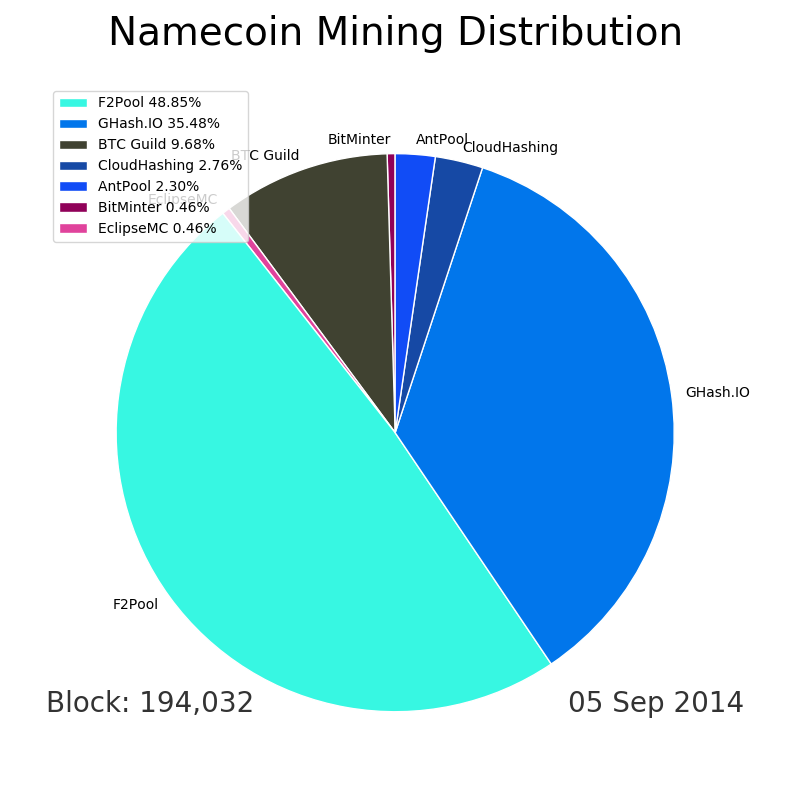 Namecoin Mining Distribution
F2Pool 48.85%
GHash.IO 35.48%
BTC Guild 9.68%
CloudHashing 2.76%
AntPool 2.30%
BitMinter 0.46%
EclipseMC 0.46%
BitMinter
AntPool
CloudHashing
BTC Guild
EclipseMC
GHash.IO
F2Pool
Block: 194,032
05 Sep 2014